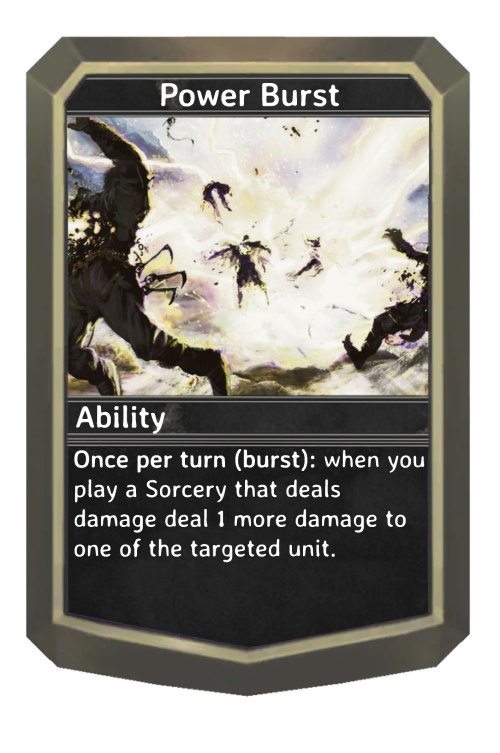 Power Burst
Ability
Once per turn (burst): when you
play a Sorcery that deals
damage deal 1 more damage to
one of the targeted unit.